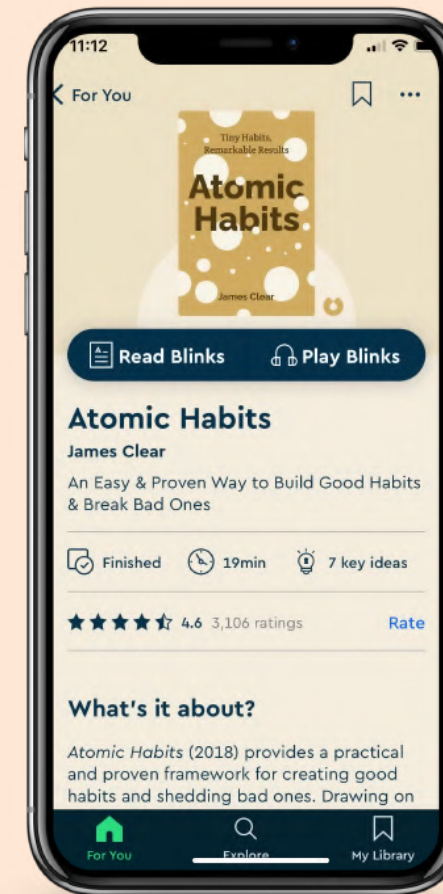 11:12
For You
Tiny Habits,
Remarkable Results
Atomic
Habits
James Clear
Read Blinks
Play Blinks
Atomic Habits
James Clear
An Easy & Proven Way to Build Good Habits
& Break Bad Ones
Finished
19min
7 key ideas
4.6 3,106 ratings
Rate
What's it about?
Atomic Habits (2018) provides a practical
and proven framework for creating good
habits and shedding bad ones. Drawing on
For You
Explore
My Library